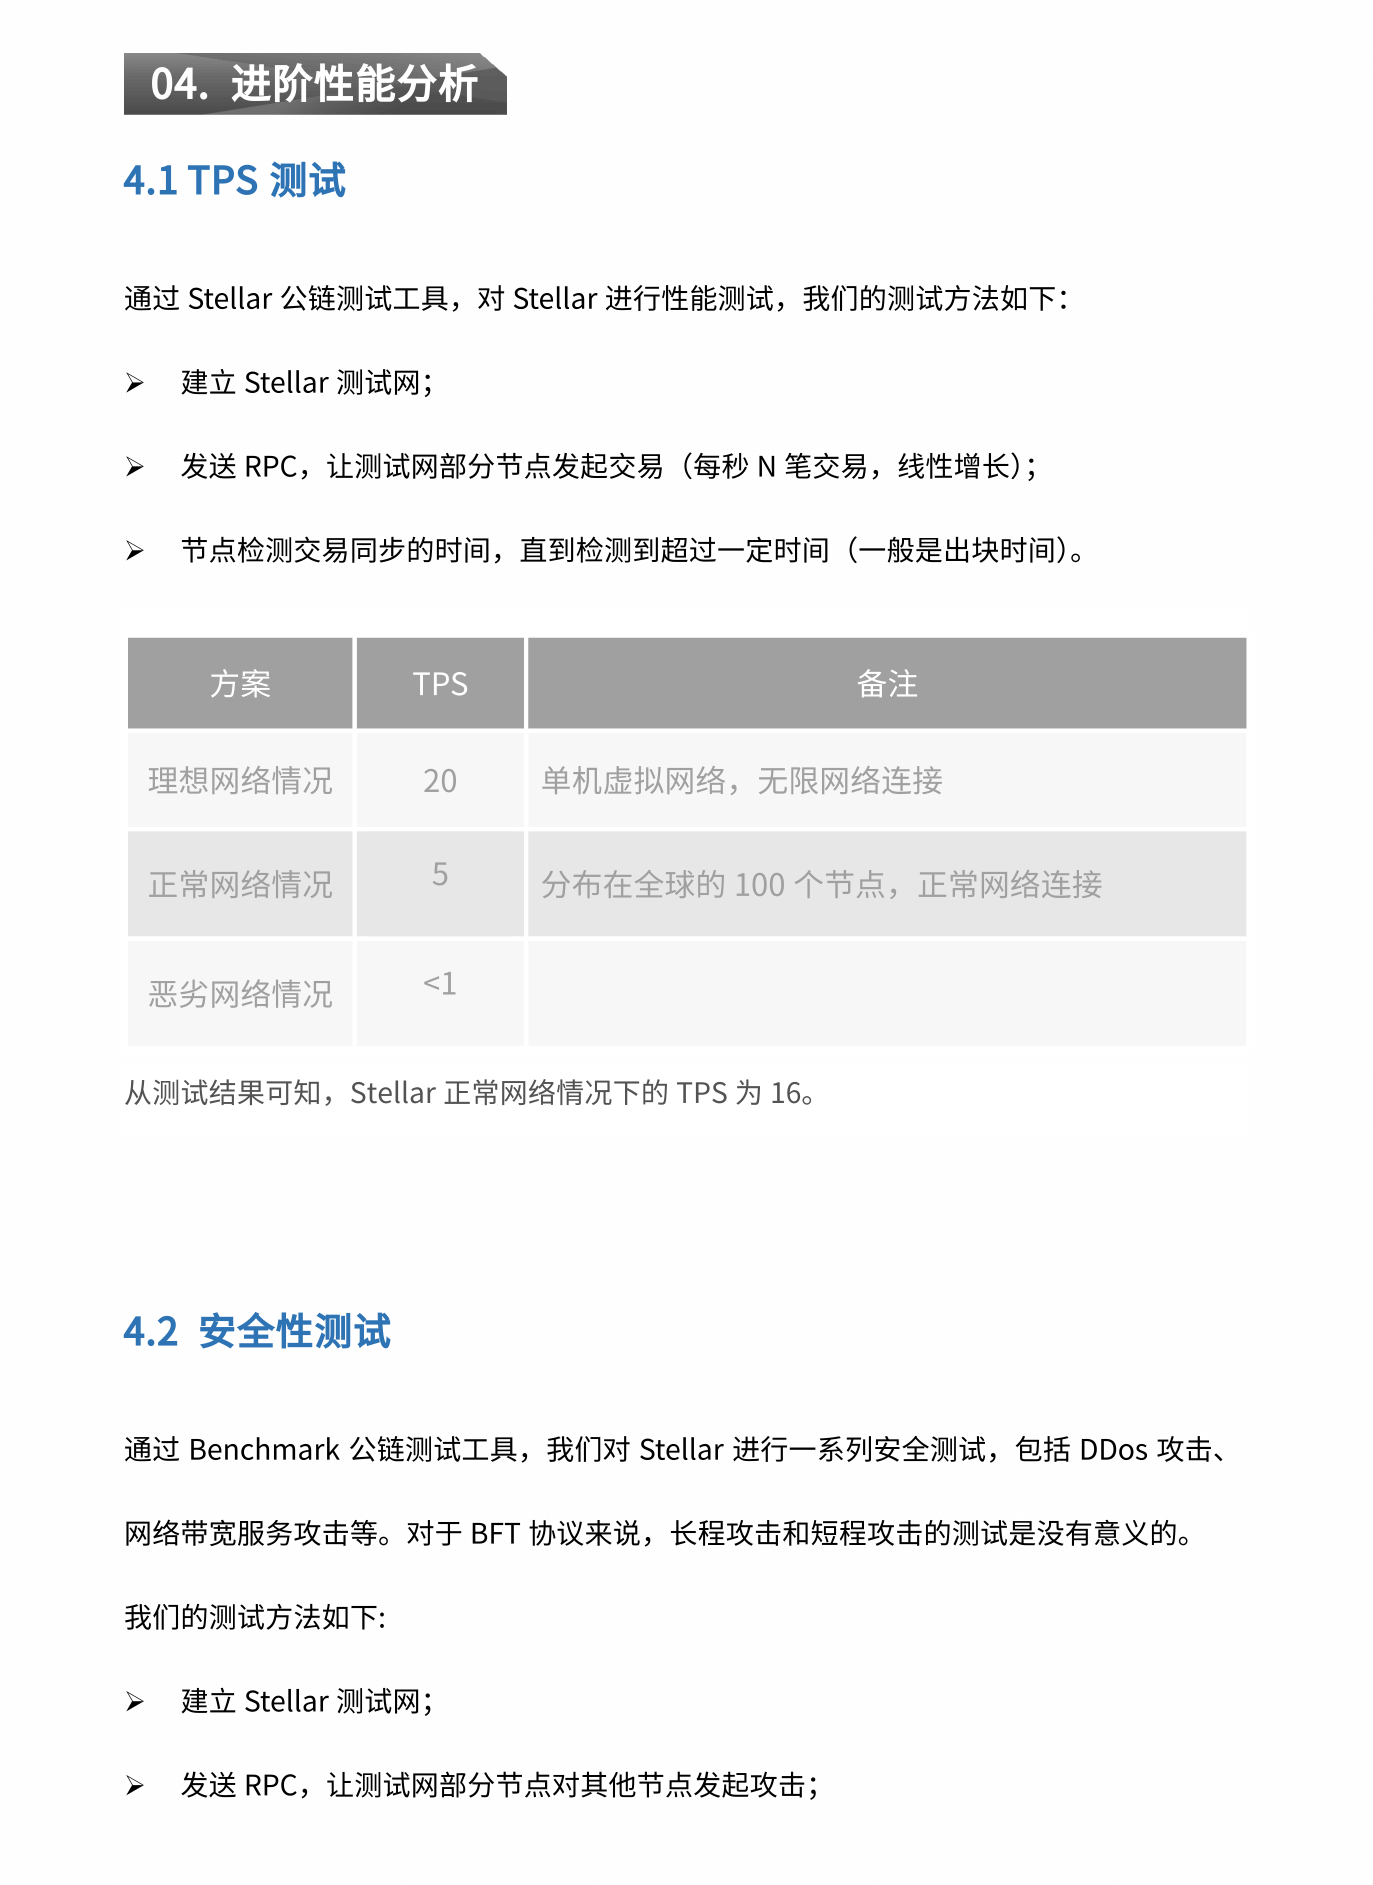 04. 进阶性能分析
4.1 TPS 测试
通过 Stellar 公链测试工具，对 Stellar 进行性能测试，我们的测试方法如下：
➢ 建立 Stellar 测试网；
➢ 发送 RPC，让测试网部分节点发起交易（每秒 N 笔交易，线性增长）；
➢ 节点检测交易同步的时间，直到检测到超过一定时间（一般是出块时间）。
方案 TPS 备注
理想网络情况 20 单机虚拟网络，无限网络连接
正常网络情况 5 分布在全球的 100 个节点，正常网络连接
恶劣网络情况 <1
从测试结果可知，Stellar 正常网络情况下的 TPS 为 16。
4.2 安全性测试
通过 Benchmark 公链测试工具，我们对 Stellar 进行一系列安全测试，包括 DDos 攻击、
网络带宽服务攻击等。对于 BFT 协议来说，长程攻击和短程攻击的测试是没有意义的。
我们的测试方法如下:
➢ 建立 Stellar 测试网；
➢ 发送 RPC，让测试网部分节点对其他节点发起攻击；